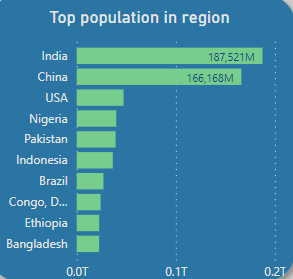 Top population in region
India
187,521M
China
166,168M
USA
Nigeria
Pakistan
Indonesia
Brazil
Congo, D...
Ethiopia
Bangladesh
0.0T 0.1T 0.2T